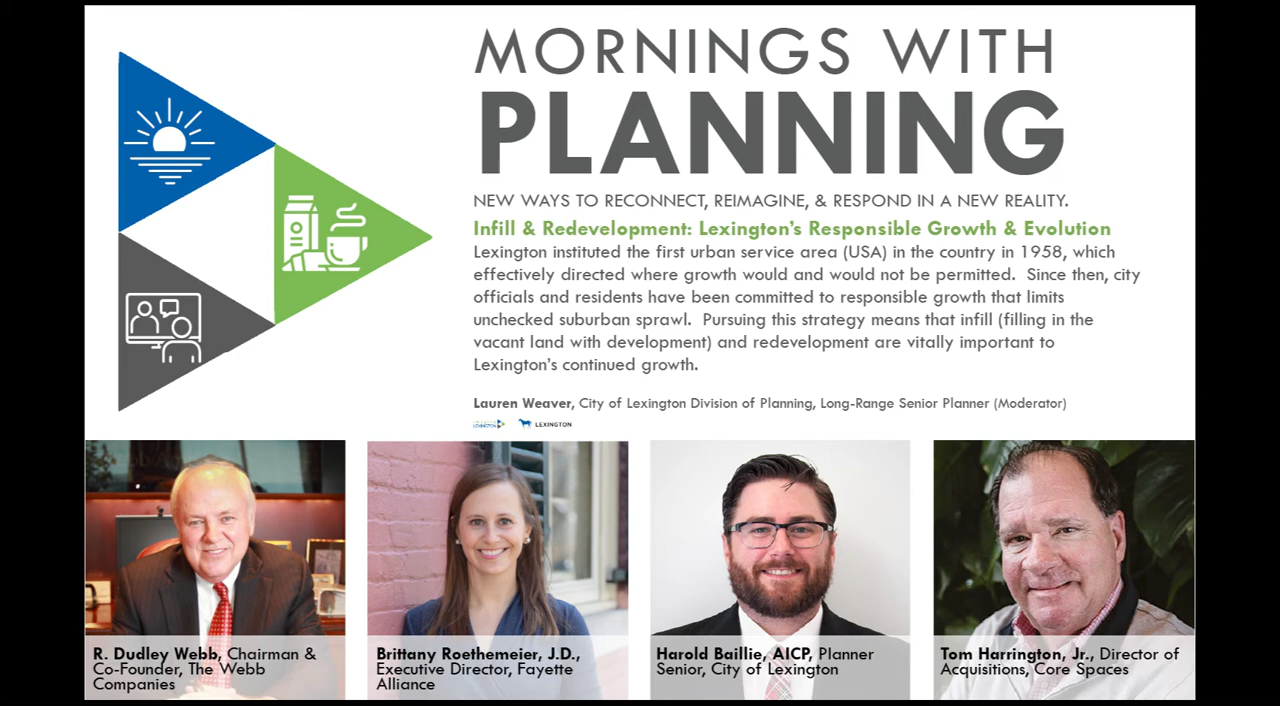 MORNINGS WITH
PLANNING
NEW WAYS TO RECONNECT, REIMAGINE, & RESPOND IN A NEW REALITY.
Infill & Redevelopment: Lexington's Responsible Growth & Evolution
Lexington instituted the first urban service area (USA) in the country in 1958, which
effectively directed where growth would and would not be permitted.  Since then, city
officials and residents have been committed to responsible growth that limits
unchecked suburban sprawl.  Pursuing this strategy means that infill (filling in the
vacant land with development) and redevelopment are vitally important to
Lexington's continued growth.
Lauren Weaver, City of Lexington Division of Planning, Long-Range Senior Planner (Moderator)
LEXINGTON
R. Dudley Webb, Chairman &
Co-Founder, The Webb
Companies
Brittany Roethemeier, J.D.,
Executive Director, Fayette
Alliance
Harold Baillie, AICP, Planner
Senior, City of Lexington
Tom Harrington, Jr., Director of
Acquisitions, Core Spaces